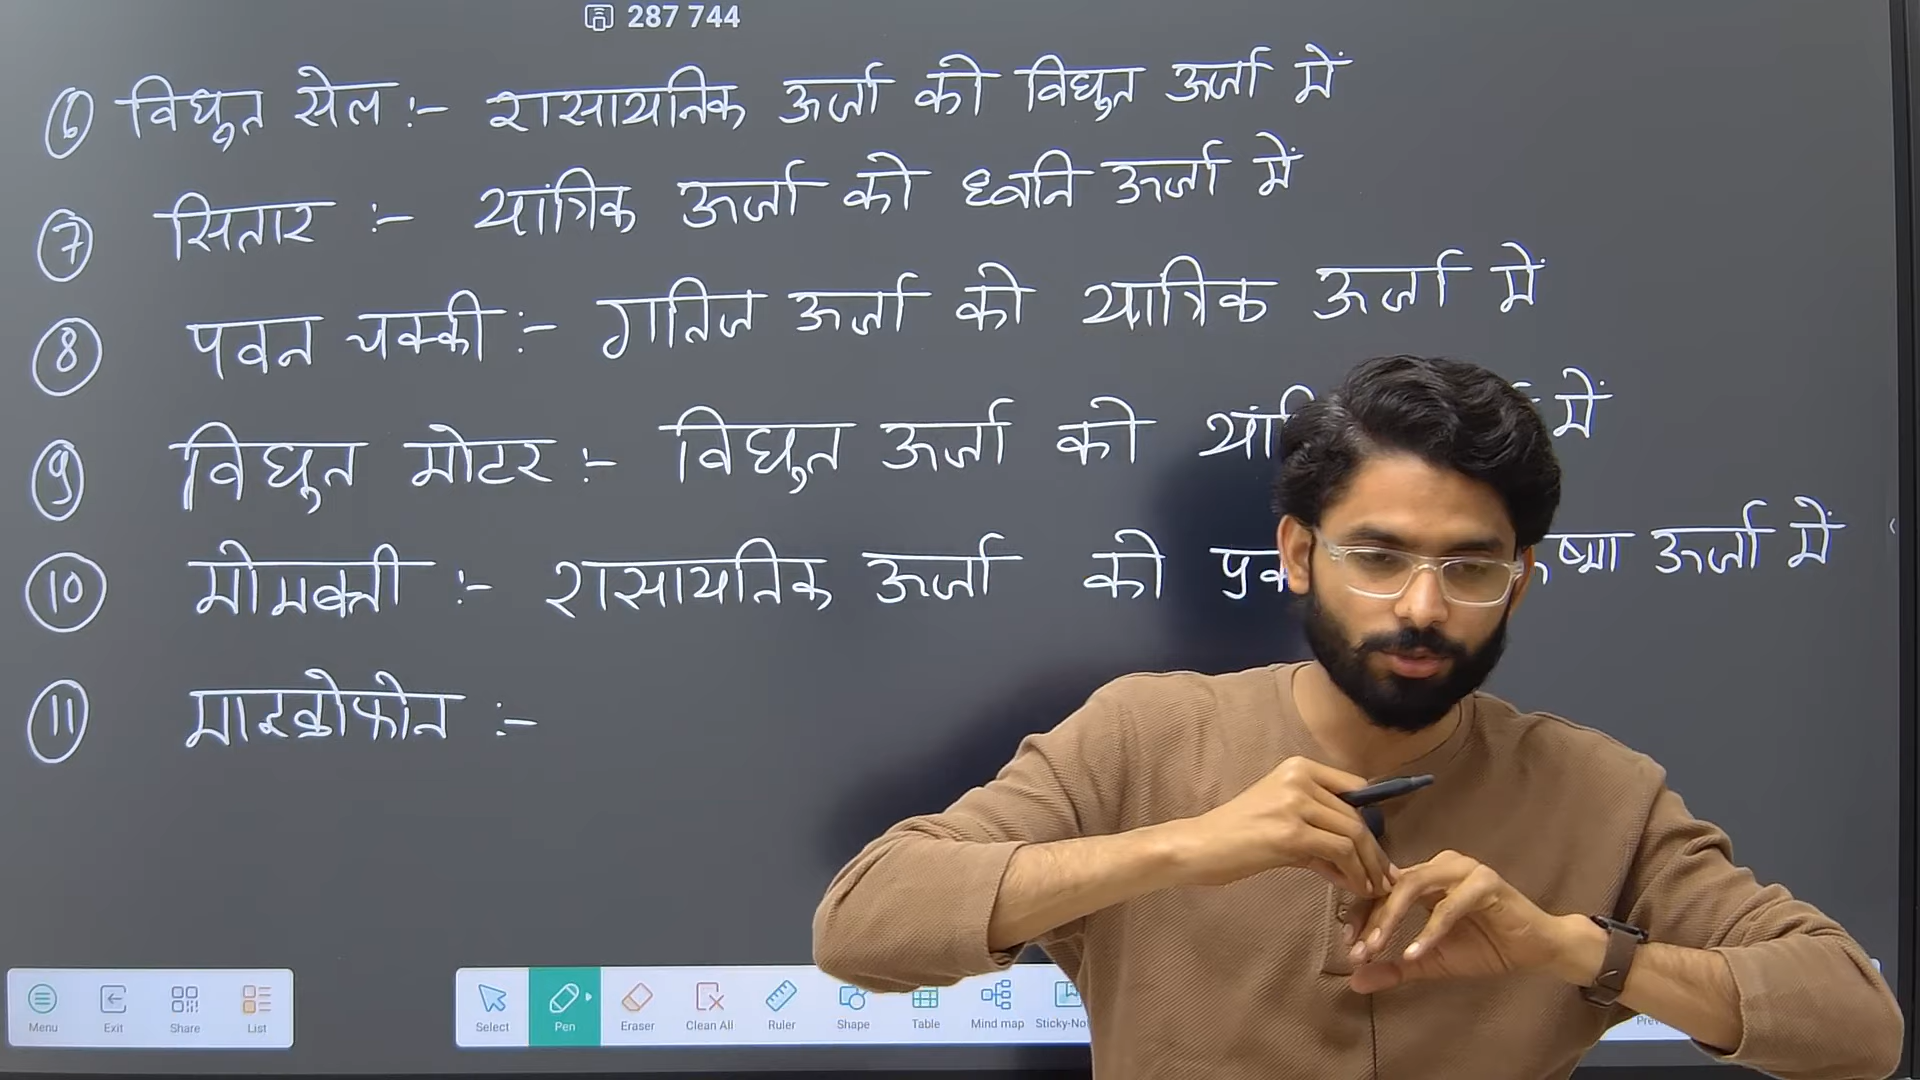 287 744
⑥ विद्युत सेल :- रासायनिक ऊर्जा को विद्युत ऊर्जा में
⑦ सितार :- यांत्रिक ऊर्जा को ध्वनि ऊर्जा में
⑧ पवन चक्की :- गतिज ऊर्जा को यांत्रिक ऊर्जा में
⑨ विद्युत मोटर :- विद्युत ऊर्जा को में
⑩ मोमबत्ती :- रासायनिक ऊर्जा को ऊर्जा में
⑪ माइक्रोफोन :-
Menu Exit Share List Select Pen Eraser Clean All Ruler Shape Table Mind map